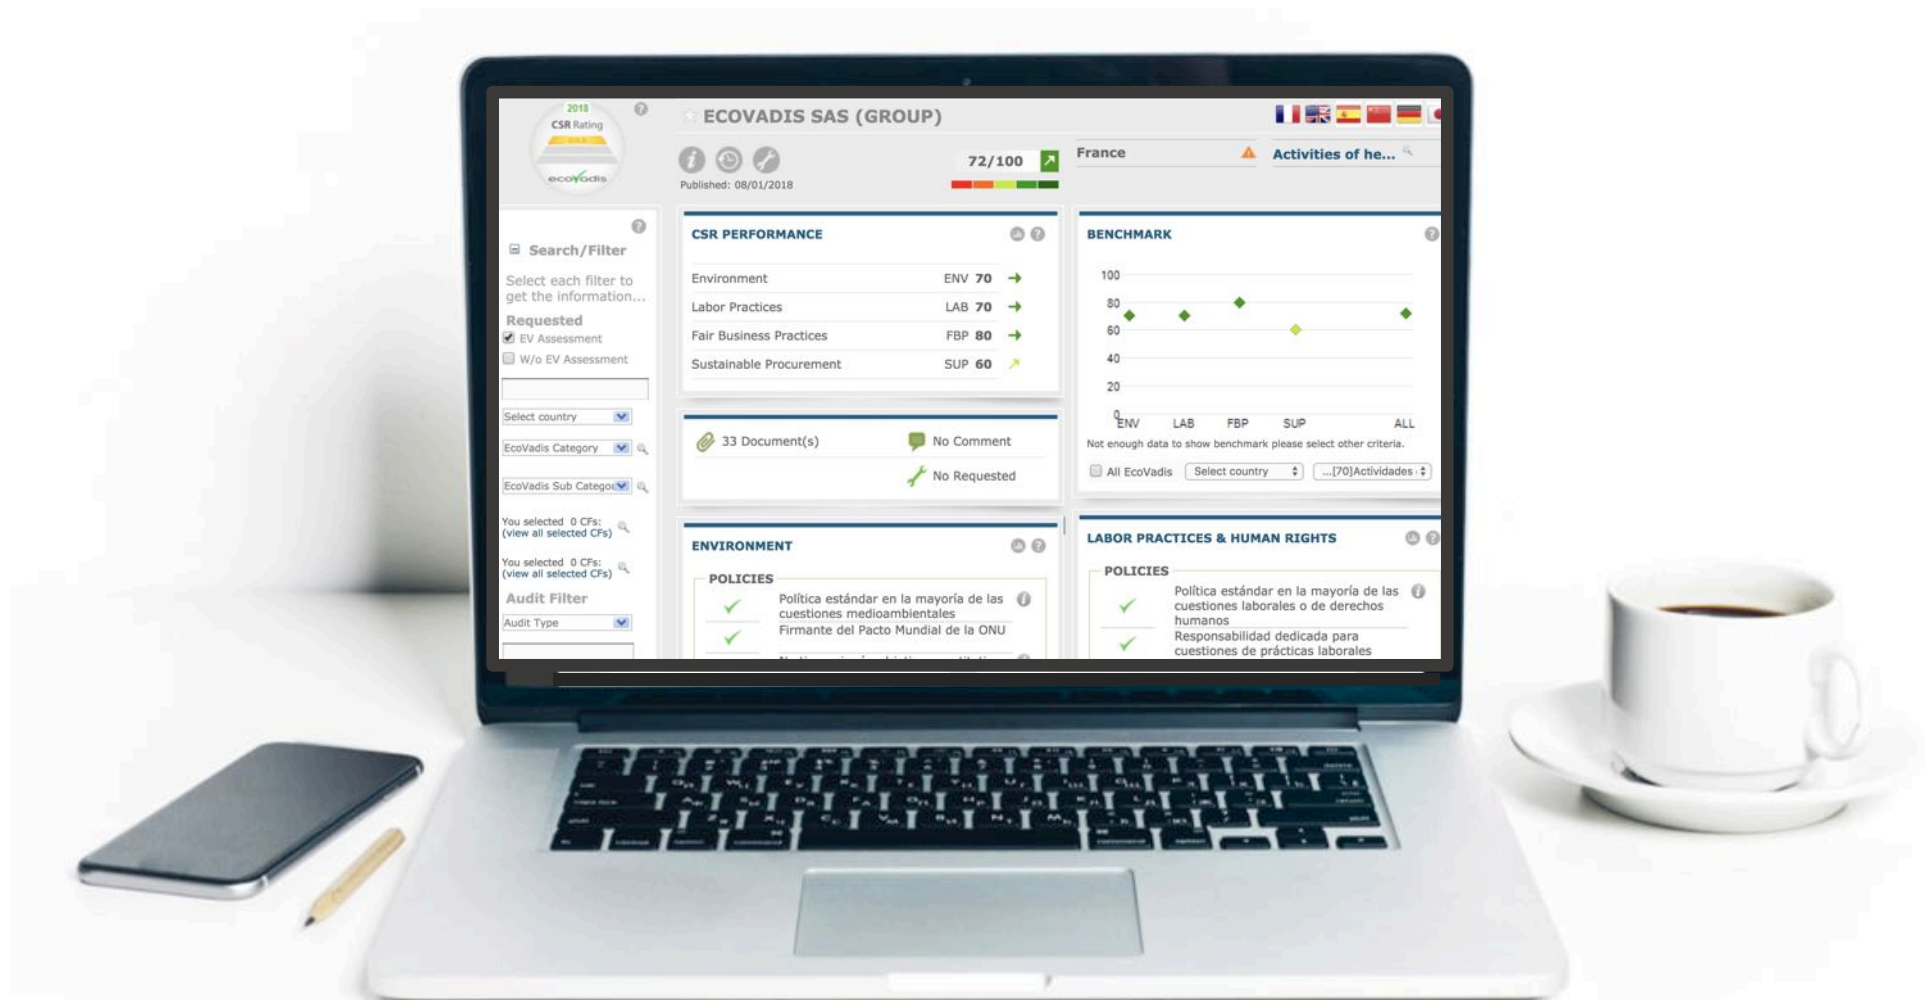 2018
CSR Rating
GOLD
ecovadis
ECOVADIS SAS (GROUP)
Published: 08/01/2018
72/100
France
Activities of he...
Search/Filter
Select each filter to
get the information...
Requested
EV Assessment
W/o EV Assessment
Select country
EcoVadis Category
EcoVadis Sub Catego
You selected 0 CFs:
(view all selected CFs)
You selected 0 CFs:
(view all selected CFs)
Audit Filter
Audit Type
CSR PERFORMANCE
Environment ENV 70
Labor Practices LAB 70
Fair Business Practices FBP 80
Sustainable Procurement SUP 60
33 Document(s) No Comment
No Requested
BENCHMARK
100
80
60
40
20
0
ENV LAB FBP SUP ALL
Not enough data to show benchmark please select other criteria.
All EcoVadis Select country ...[70]Actividades
ENVIRONMENT
POLICIES
Política estándar en la mayoría de las
cuestiones medioambientales
Firmante del Pacto Mundial de la ONU
LABOR PRACTICES & HUMAN RIGHTS
POLICIES
Política estándar en la mayoría de las
cuestiones laborales o de derechos
humanos
Responsabilidad dedicada para
cuestiones de prácticas laborales